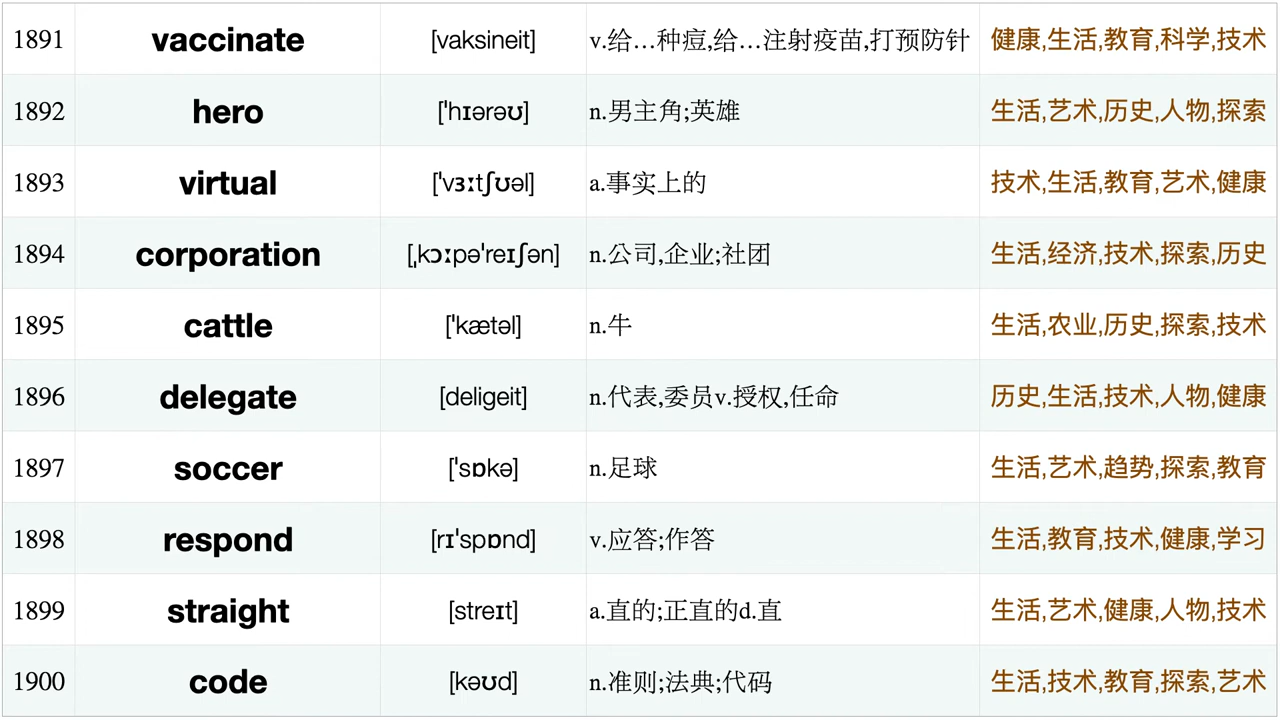 1891 vaccinate [vaksineit] v.给…种痘,给…注射疫苗,打预防针 健康,生活,教育,科学,技术
1892 hero [ˈhɪərəʊ] n.男主角;英雄 生活,艺术,历史,人物,探索
1893 virtual [ˈvɜːtʃʊəl] a.事实上的 技术,生活,教育,艺术,健康
1894 corporation [ˌkɔːpəˈreɪʃən] n.公司,企业;社团 生活,经济,技术,探索,历史
1895 cattle [ˈkætəl] n.牛 生活,农业,历史,探索,技术
1896 delegate [deligeit] n.代表,委员v.授权,任命 历史,生活,技术,人物,健康
1897 soccer [ˈsɒkə] n.足球 生活,艺术,趋势,探索,教育
1898 respond [rɪˈspɒnd] v.应答;作答 生活,教育,技术,健康,学习
1899 straight [streɪt] a.直的;正直的d.直 生活,艺术,健康,人物,技术
1900 code [kəʊd] n.准则;法典;代码 生活,技术,教育,探索,艺术